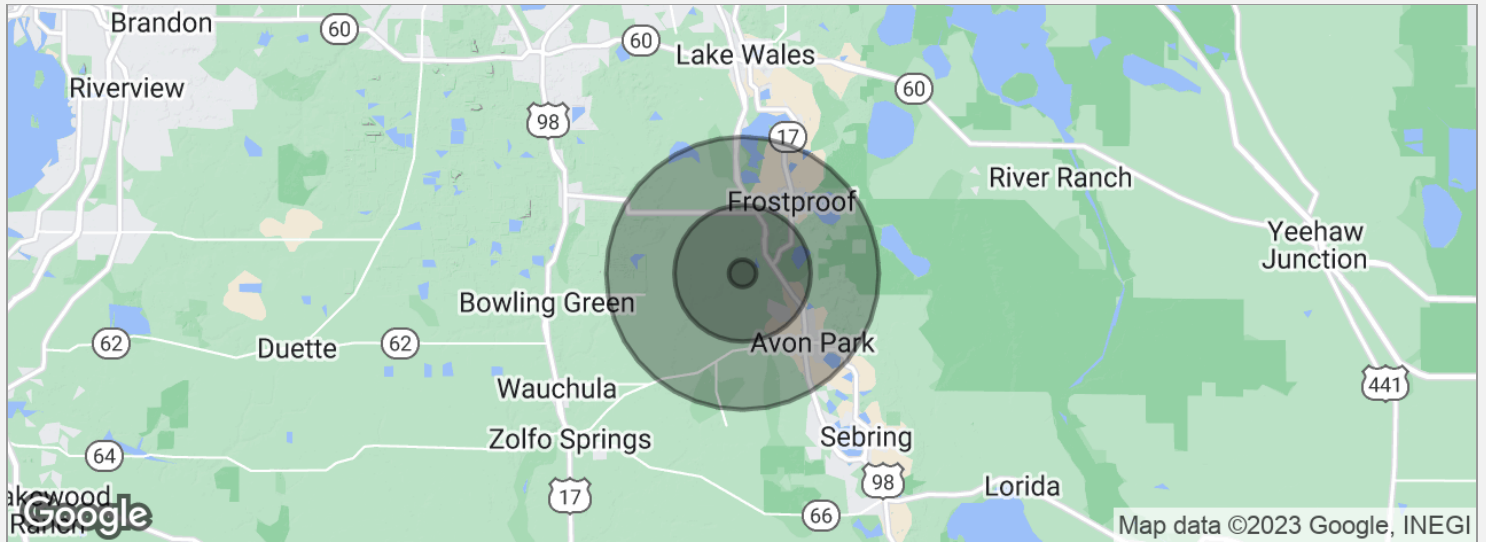 Brandon
60
60
Lake Wales
Riverview
60
98
17
River Ranch
Frostproof
Yeehaw
Junction
Bowling Green
62
Duette
62
Avon Park
441
Wauchula
Zolfo Springs
Sebring
64
98
Lorida
17
66
Ranch
Google
Map data ©2023 Google, INEGI